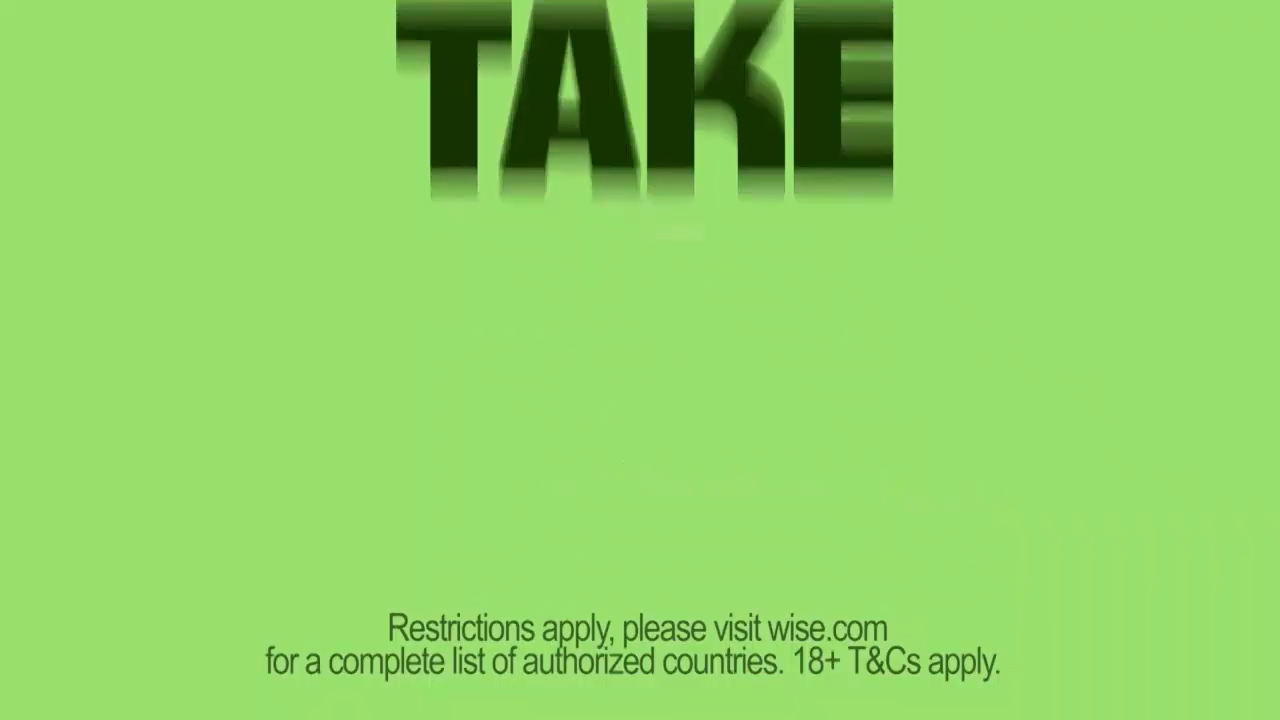 TAKE
Restrictions apply, please visit wise.com
for a complete list of authorized countries. 18+ T&Cs apply.